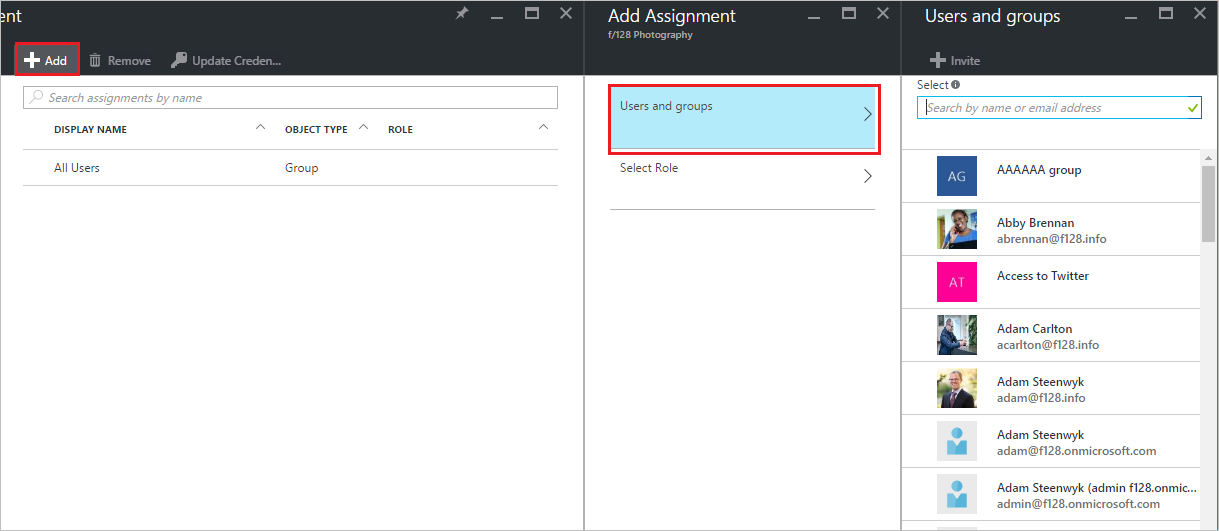 ent
Add
Remove
Update Creden...
Search assignments by name
DISPLAY NAME
OBJECT TYPE
ROLE
All Users
Group
Add Assignment
f/128 Photography
Users and groups
Select Role
Users and groups
Invite
Select
Search by name or email address
AG
AAAAAA group
Abby Brennan
abrennan@f128.info
AT
Access to Twitter
Adam Carlton
acarlton@f128.info
Adam Steenwyk
adam@f128.info
Adam Steenwyk
adam@f128.onmicrosoft.com
Adam Steenwyk (admin f128.onmic...
admin@f128.onmicrosoft.com